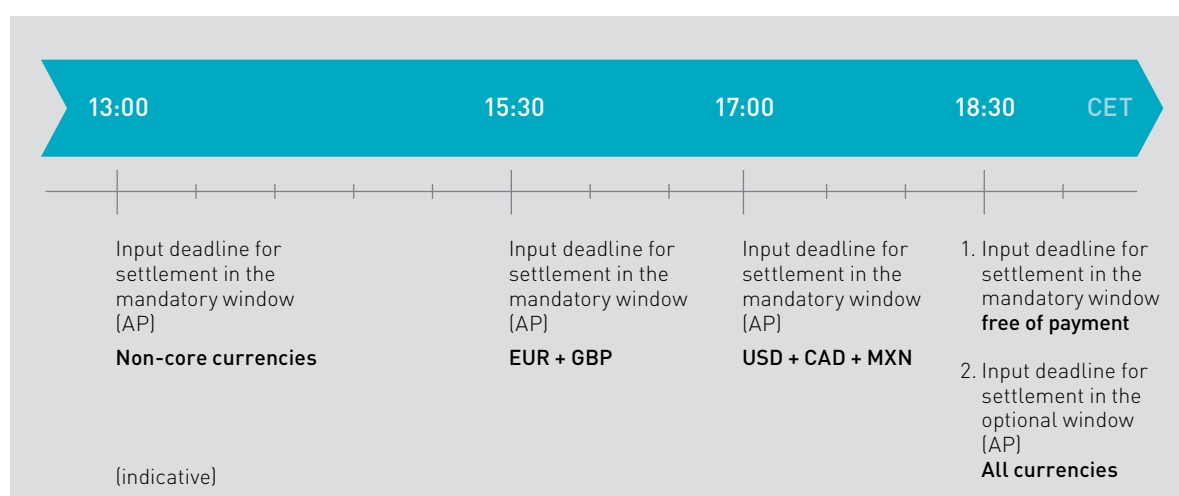 13:00 15:30 17:00 18:30 CET
Input deadline for
settlement in the
mandatory window
(AP)
Non-core currencies
(indicative)
Input deadline for
settlement in the
mandatory window
(AP)
EUR + GBP
Input deadline for
settlement in the
mandatory window
(AP)
USD + CAD + MXN
1. Input deadline for
settlement in the
mandatory window
free of payment
2. Input deadline for
settlement in the
optional window
(AP)
All currencies